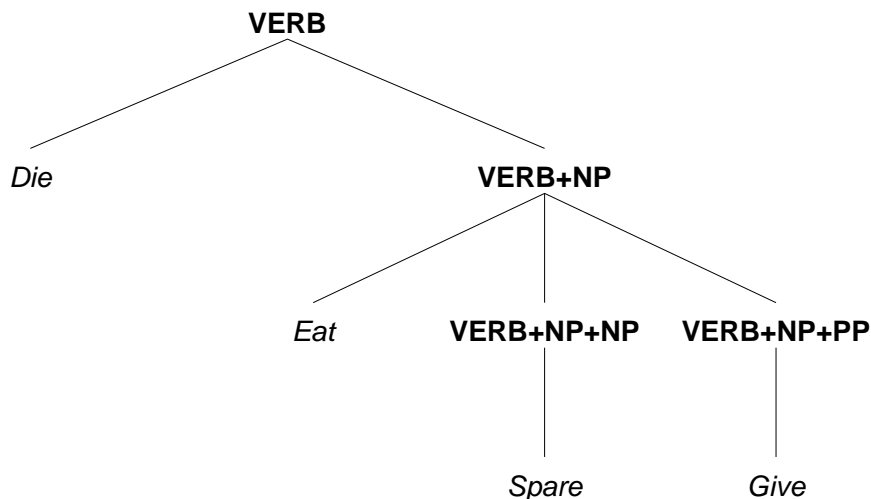 VERB
Die VERB+NP
Eat VERB+NP+NP VERB+NP+PP
Spare Give